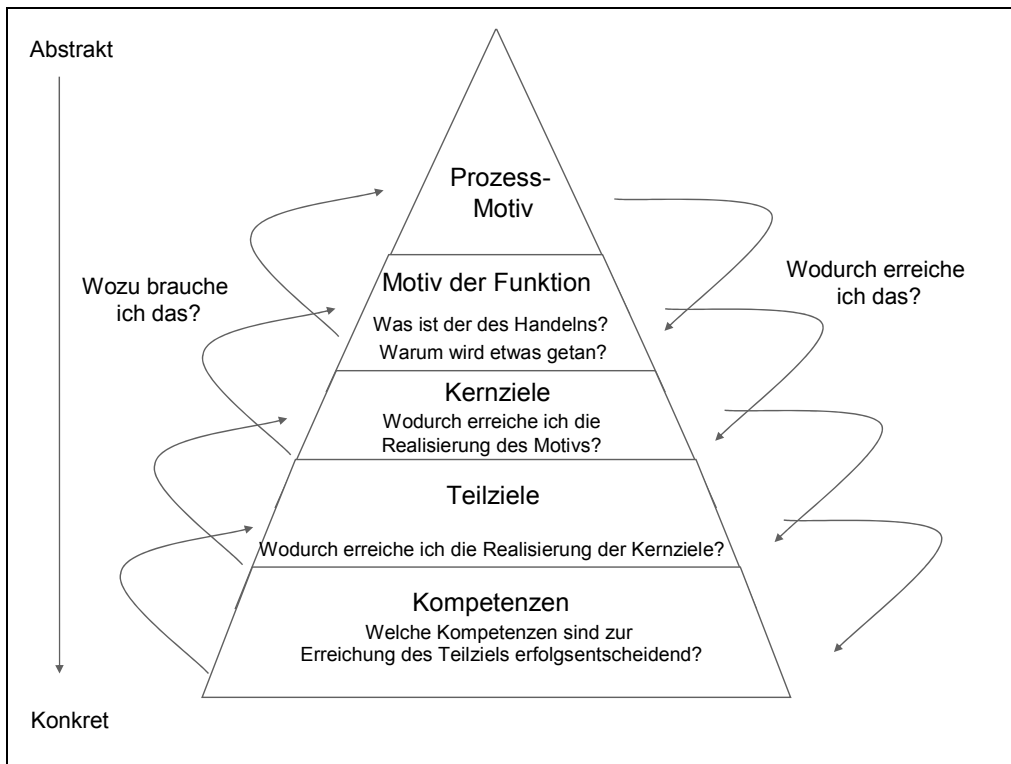 Abstrakt
Prozess-
Motiv
Wozu brauche
ich das?
Wodurch erreiche
ich das?
Motiv der Funktion
Was ist der des Handelns?
Warum wird etwas getan?
Kernziele
Wodurch erreiche ich die
Realisierung des Motivs?
Teilziele
Wodurch erreiche ich die Realisierung der Kernziele?
Kompetenzen
Welche Kompetenzen sind zur
Erreichung des Teilziels erfolgsentscheidend?
Konkret